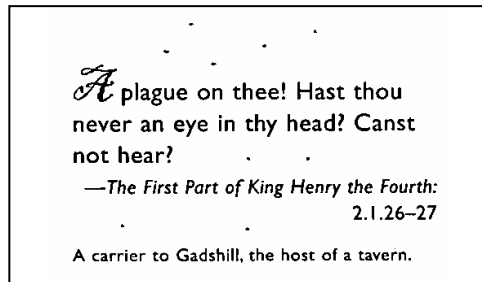 A plague on thee! Hast thou
never an eye in thy head? Canst
not hear?
—The First Part of King Henry the Fourth:
2.1.26–27
A carrier to Gadshill, the host of a tavern.